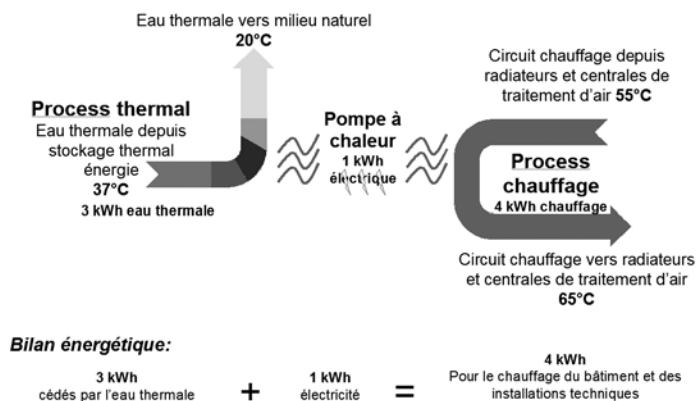 Eau thermale vers milieu naturel
20°C
Process thermal
Eau thermale depuis
stockage thermal
énergie
37°C
3 kWh eau thermale
Pompe à
chaleur
1 kWh
électrique
Circuit chauffage depuis
radiateurs et centrales de
traitement d'air 55°C
Process
chauffage
4 kWh chauffage
Circuit chauffage vers radiateurs
et centrales de traitement d'air
65°C
Bilan énergétique:
3 kWh
cédés par l'eau thermale
+
1 kWh
électricité
=
4 kWh
Pour le chauffage du bâtiment et des
installations techniques